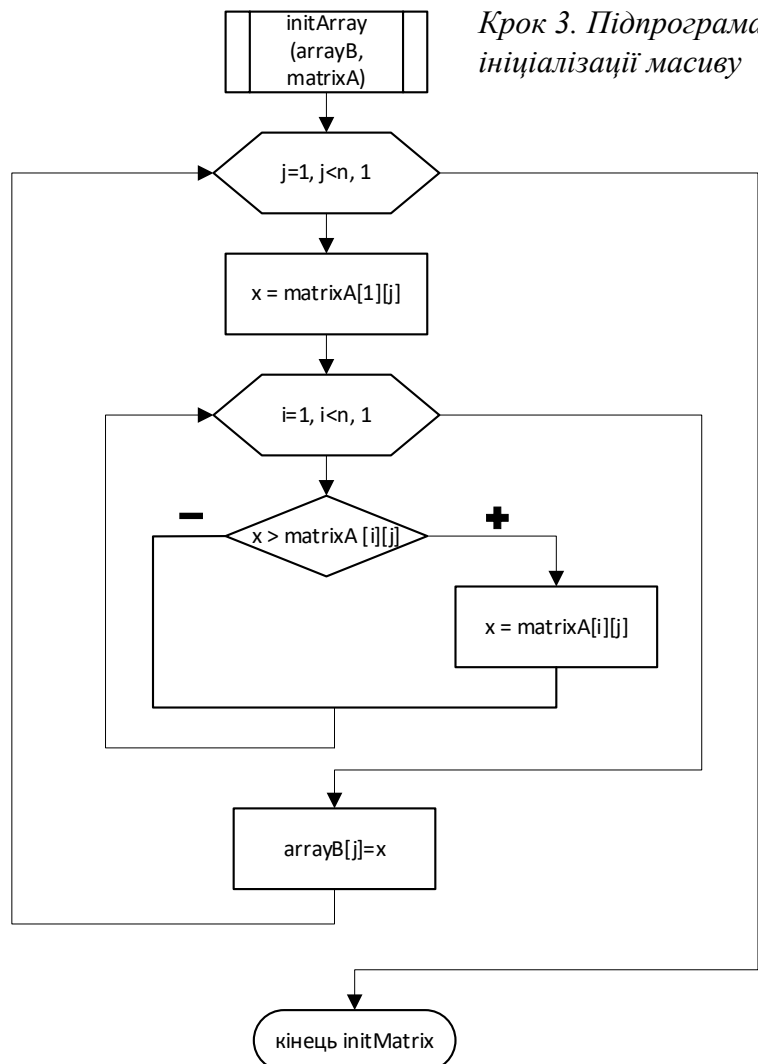 initArray
(arrayB,
matrixA)
Крок 3. Підпрограма
ініціалізації масиву
j=1, j<n, 1
x = matrixA[1][j]
i=1, i<n, 1
−
x > matrixA [i][j]
+
x = matrixA[i][j]
arrayB[j]=x
кінець initMatrix